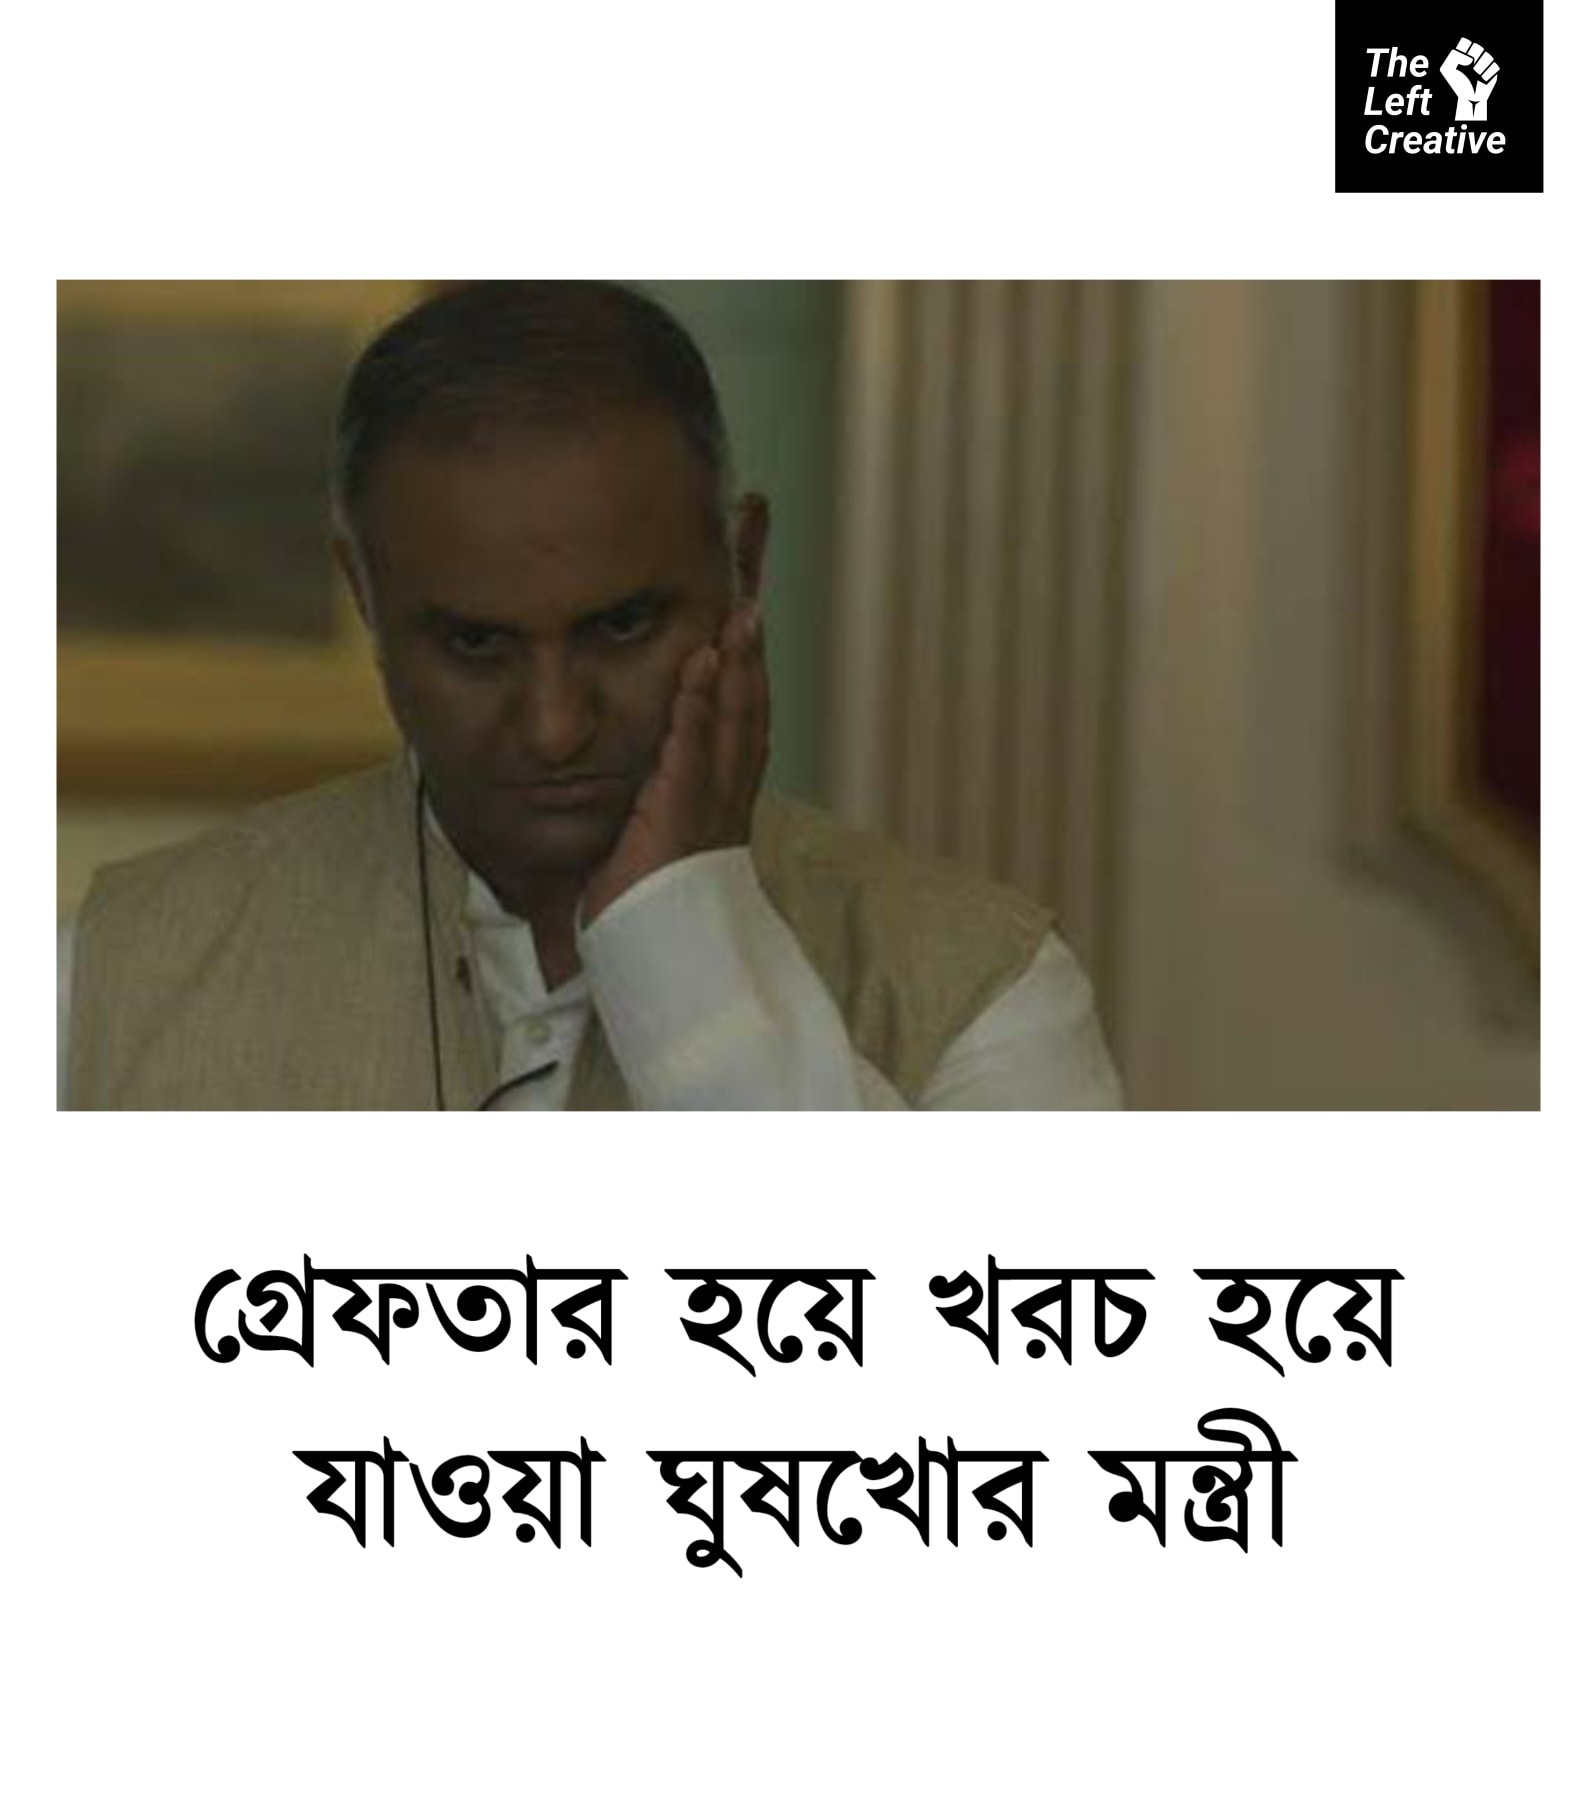 The
Left
Creative
গ্রেফতার হয়ে খরচ হয়ে
যাওয়া ঘুষখোর মন্ত্রী